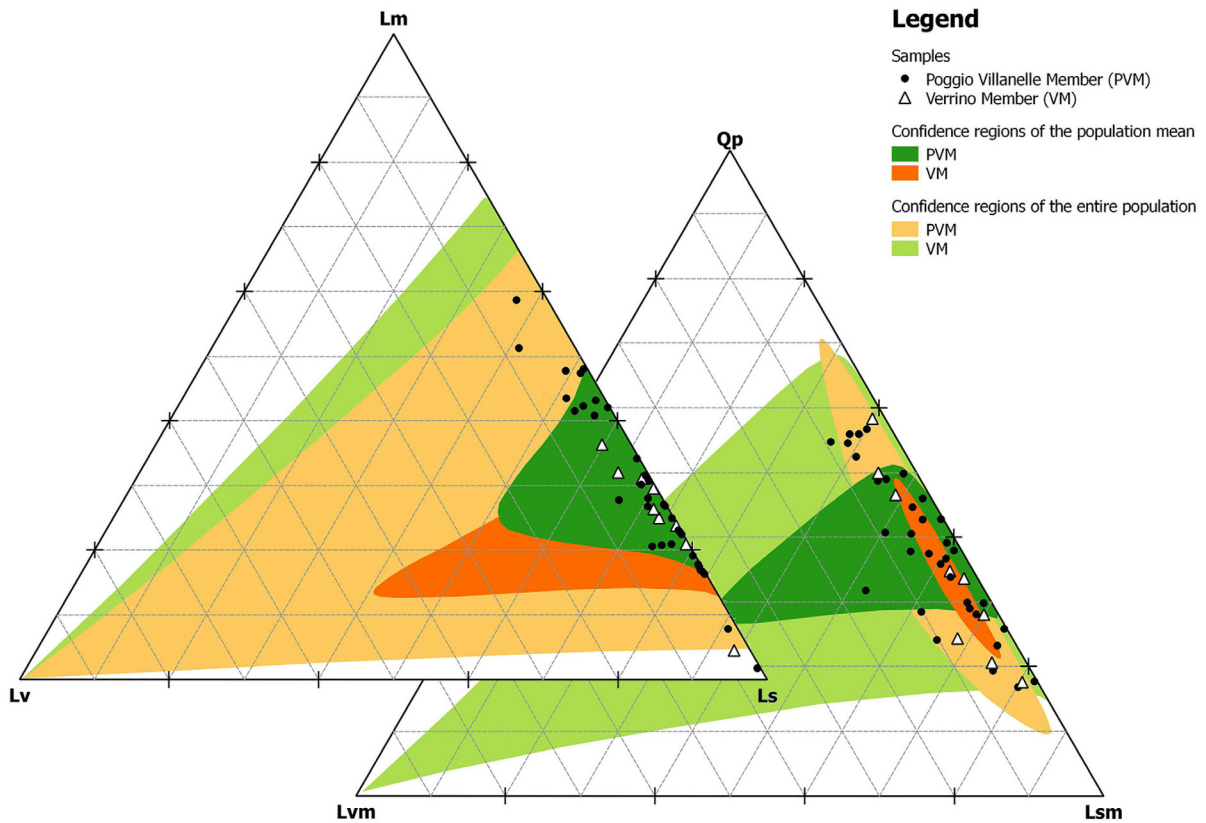 Lm
Lv
Ls
Qp
Lvm
Lsm
Legend
Samples
Poggio Villanelle Member (PVM)
Verrino Member (VM)
Confidence regions of the population mean
PVM
VM
Confidence regions of the entire population
PVM
VM